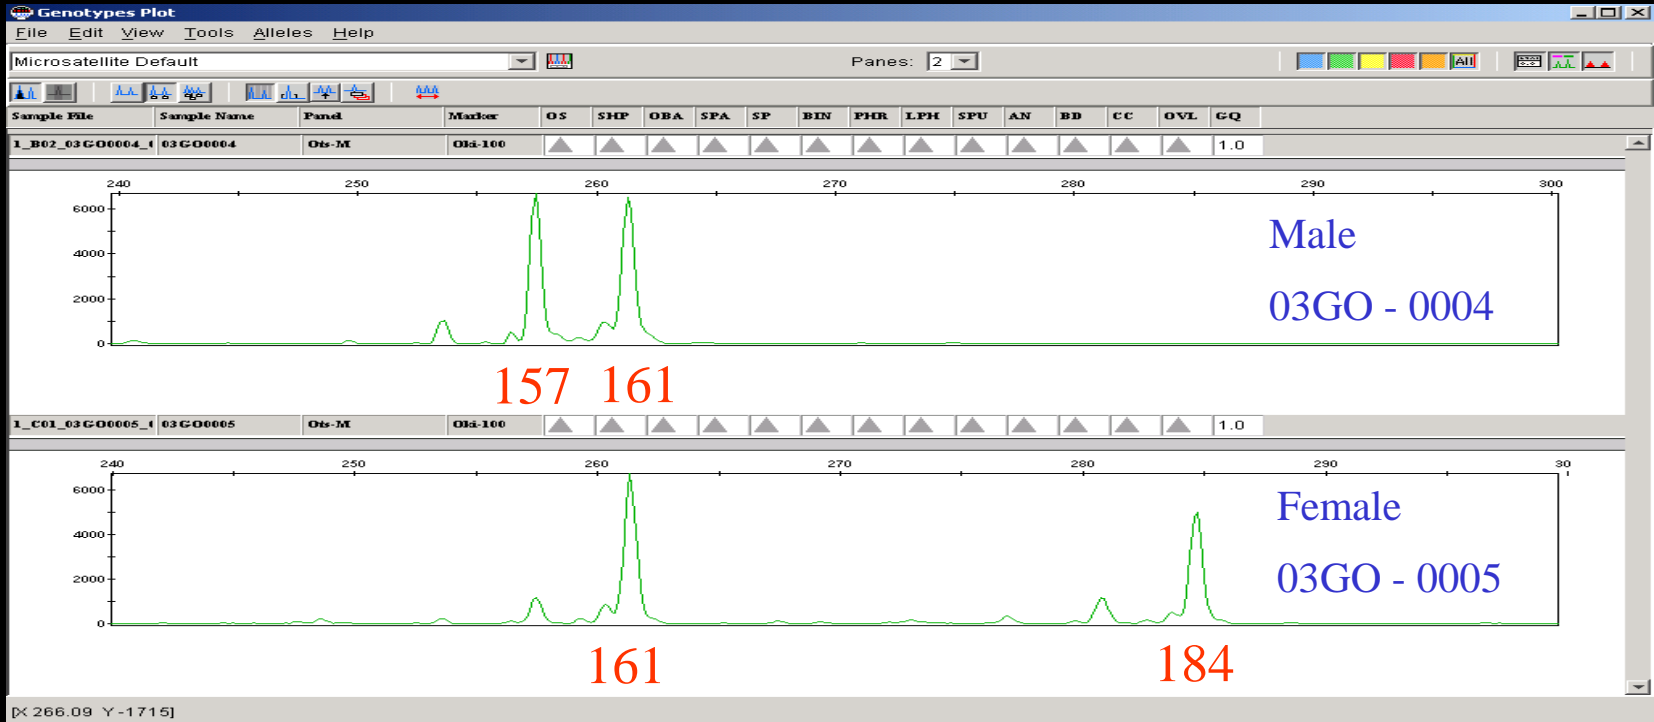 Genotypes Plot
File Edit View Tools Alleles Help
Microsatellite Default Panes: 2 All
Sample File Sample Name Panel Marker OS SHP OBA SPA SP BIN PHR LPH SPU AN BD CC OVL GQ
1_B02_03GO0004_( 03GO0004 Ots-M Oki-100 1.0
240 250 260 270 280 290 300
6000
4000
2000
0
Male
03GO - 0004
157 161
1_C01_03GO0005_( 03GO0005 Ots-M Oki-100 1.0
240 250 260 270 280 290 30
6000
4000
2000
0
Female
03GO - 0005
161 184
[X 266.09 Y -1715]